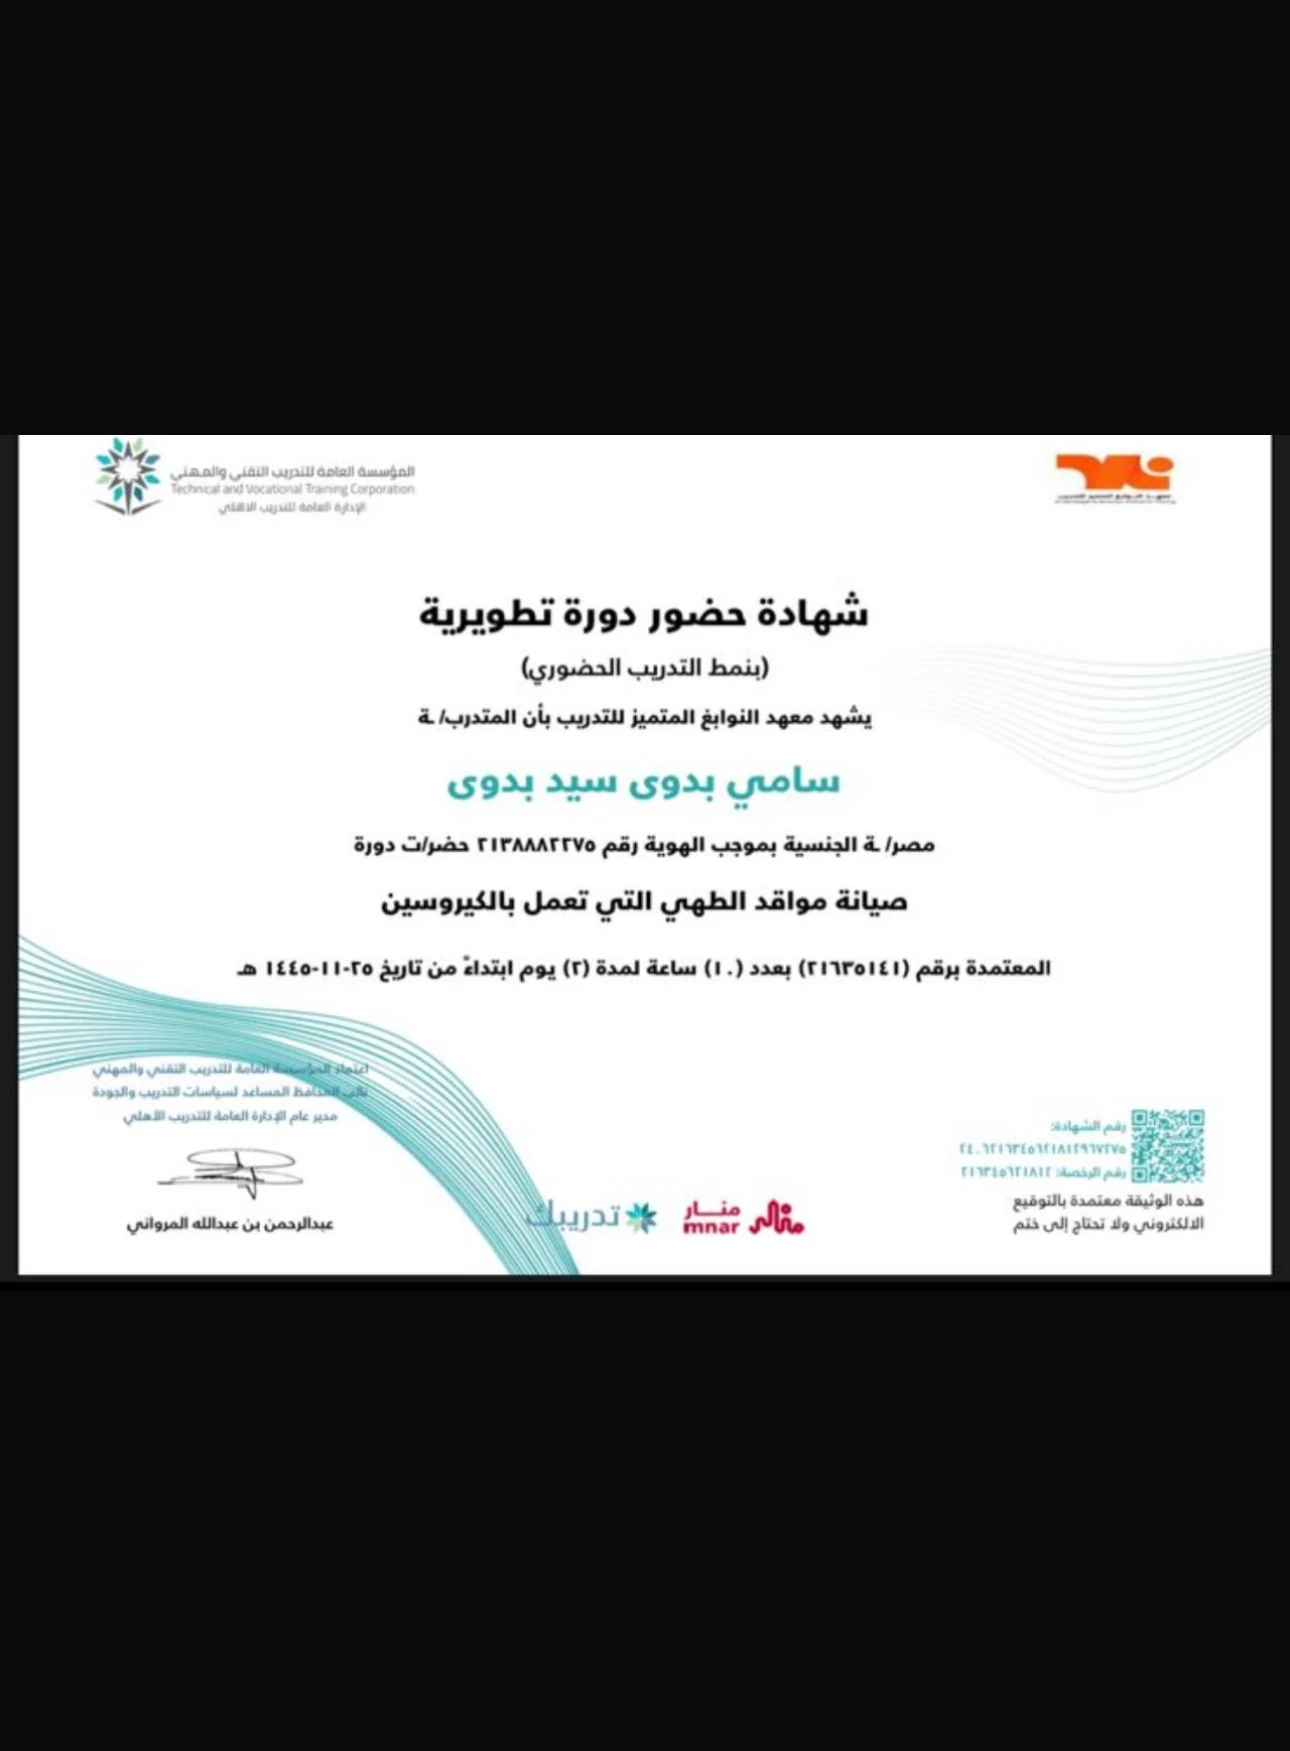 المؤسسة العامة للتدريب التقني والمهني
Technical and Vocational Training Corporation
الإدارة العامة للتدريب الاهلي
شهادة حضور دورة تطويرية
(بنمط التدريب الحضوري)
يشهد معهد النوابغ المتميز للتدريب بأن المتدرب/ ـة
سامي بدوى سيد بدوى
مصر/ ـة الجنسية بموجب الهوية رقم ٢١٣٨٨٨٢٢٧٥ حضر/ت دورة
صيانة مواقد الطهي التي تعمل بالكيروسين
المعتمدة برقم (٢١٦٣٥١٤١) بعدد (١٠) ساعة لمدة (٢) يوم ابتداءً من تاريخ ٢٥-١١-١٤٤٥ هـ
اعتماد المؤسسة العامة للتدريب التقني والمهني
نائب المحافظ المساعد لسياسات التدريب والجودة
مدير عام الإدارة العامة للتدريب الأهلي
عبدالرحمن بن عبدالله المرواني
تدريبك
منار
mnar
رقم الشهادة:
٢٤٠٦٢١٦٣٤٥٦٢١٨١٢٩٦٧٢٧٥
رقم الرخصة: ٢١٦٣٤٥٦٢١٨١٢
هذه الوثيقة معتمدة بالتوقيع
الالكتروني ولا تحتاج إلى ختم